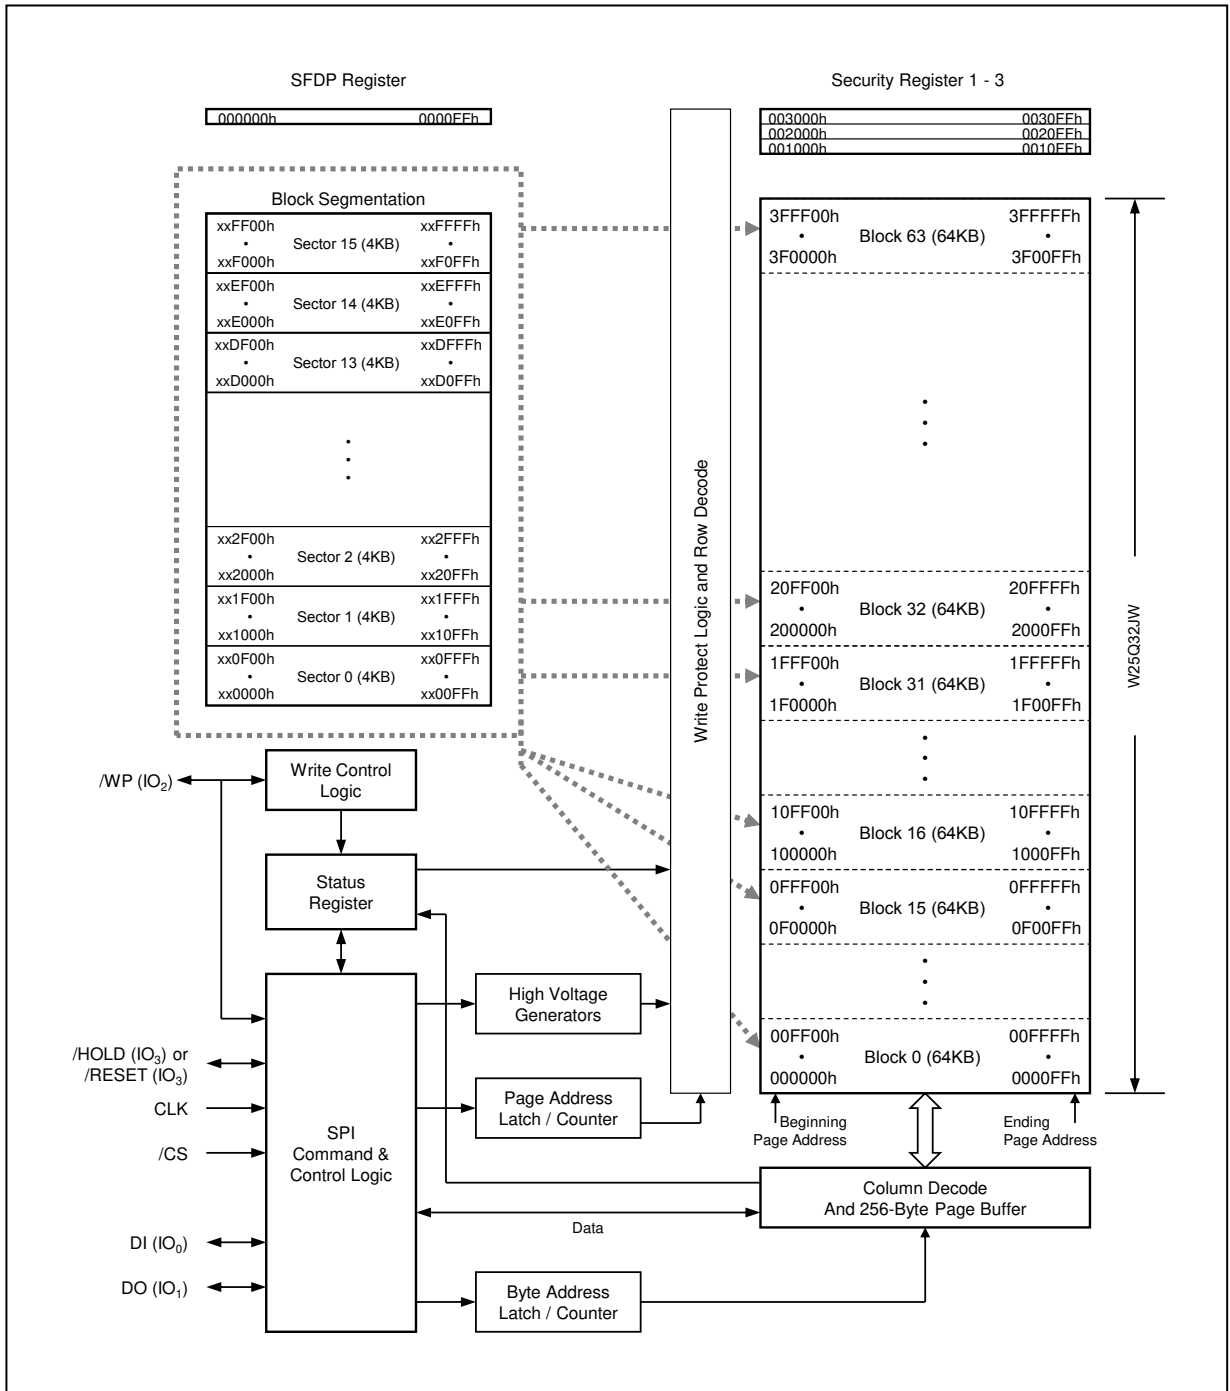 SFDP Register
000000h 0000FFh
Security Register 1 - 3
003000h 0030FFh
002000h 0020FFh
001000h 0010FFh
Block Segmentation
xxFF00h xxFFFFh
• Sector 15 (4KB) •
xxF000h xxF0FFh
xxEF00h xxEFFFh
• Sector 14 (4KB) •
xxE000h xxE0FFh
xxDF00h xxDFFFh
• Sector 13 (4KB) •
xxD000h xxD0FFh
xx2F00h xx2FFFh
• Sector 2 (4KB) •
xx2000h xx20FFh
xx1F00h xx1FFFh
• Sector 1 (4KB) •
xx1000h xx10FFh
xx0F00h xx0FFFh
• Sector 0 (4KB) •
xx0000h xx00FFh
Write Protect Logic and Row Decode
3FFF00h 3FFFFFh
• Block 63 (64KB) •
3F0000h 3F00FFh
20FF00h 20FFFFh
• Block 32 (64KB) •
200000h 2000FFh
1FFF00h 1FFFFFh
• Block 31 (64KB) •
1F0000h 1F00FFh
10FF00h 10FFFFh
• Block 16 (64KB) •
100000h 1000FFh
0FFF00h 0FFFFFh
• Block 15 (64KB) •
0F0000h 0F00FFh
00FF00h 00FFFFh
• Block 0 (64KB) •
000000h 0000FFh
W25Q32JW
Beginning
Page Address
Ending
Page Address
/WP (IO2)
Write Control
Logic
Status
Register
High Voltage
Generators
/HOLD (IO3) or
/RESET (IO3)
CLK
/CS
SPI
Command &
Control Logic
Page Address
Latch / Counter
Column Decode
And 256-Byte Page Buffer
Data
DI (IO0)
DO (IO1)
Byte Address
Latch / Counter